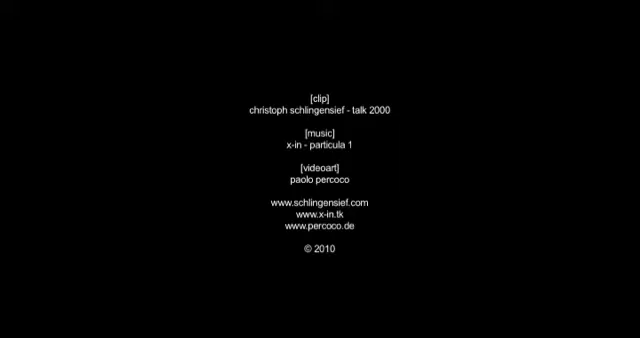 [clip]
christoph schlingensief - talk 2000
[music]
x-in - particula 1
[videoart]
paolo percoco
www.schlingensief.com
www.x-in.tk
www.percoco.de
© 2010